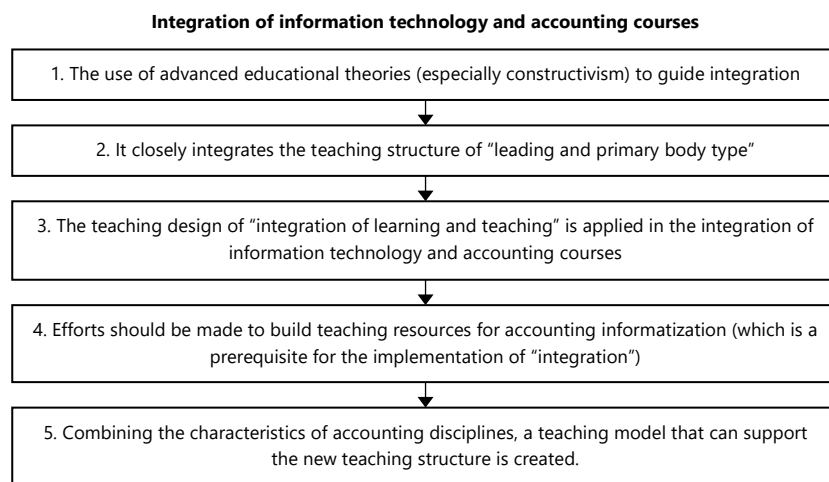 Integration of information technology and accounting courses
1. The use of advanced educational theories (especially constructivism) to guide integration
2. It closely integrates the teaching structure of “leading and primary body type”
3. The teaching design of “integration of learning and teaching” is applied in the integration of
information technology and accounting courses
4. Efforts should be made to build teaching resources for accounting informatization (which is a
prerequisite for the implementation of “integration”)
5. Combining the characteristics of accounting disciplines, a teaching model that can support
the new teaching structure is created.